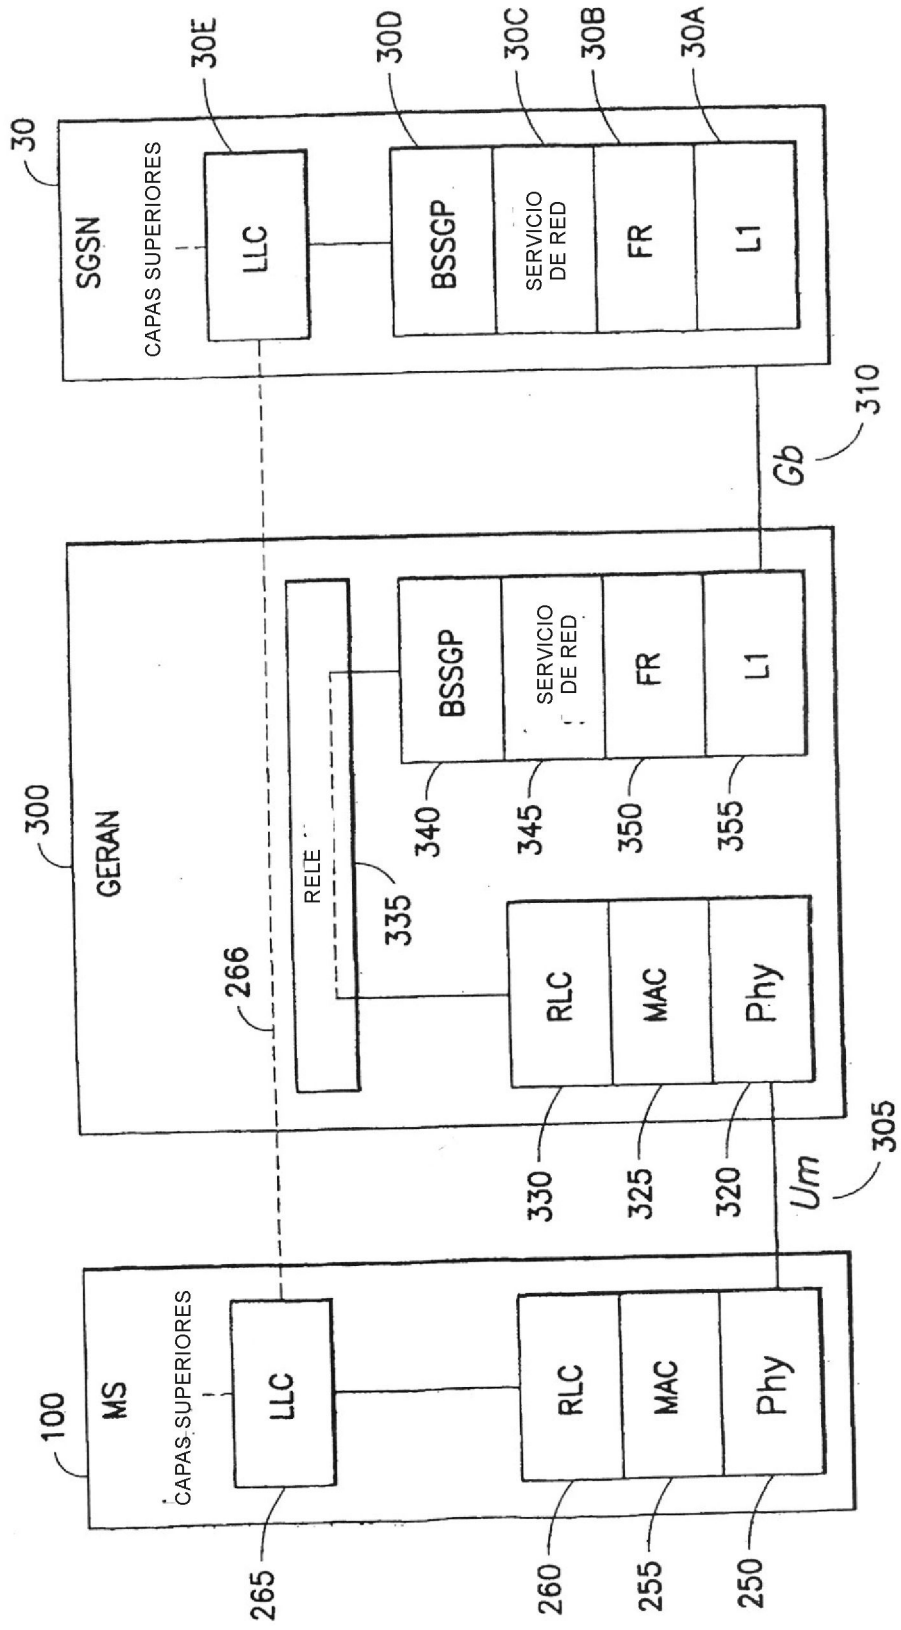 100
MS
CAPAS SUPERIORES
LLC
265
RLC
MAC
Phy
260
255
250
Um
305
266
300
GERAN
RELE
335
RLC
MAC
Phy
330
325
320
BSSGP
SERVICIO
DE RED
FR
L1
340
345
350
355
Gb
310
30
SGSN
CAPAS SUPERIORES
LLC
30E
BSSGP
SERVICIO
DE RED
FR
L1
30D
30C
30B
30A